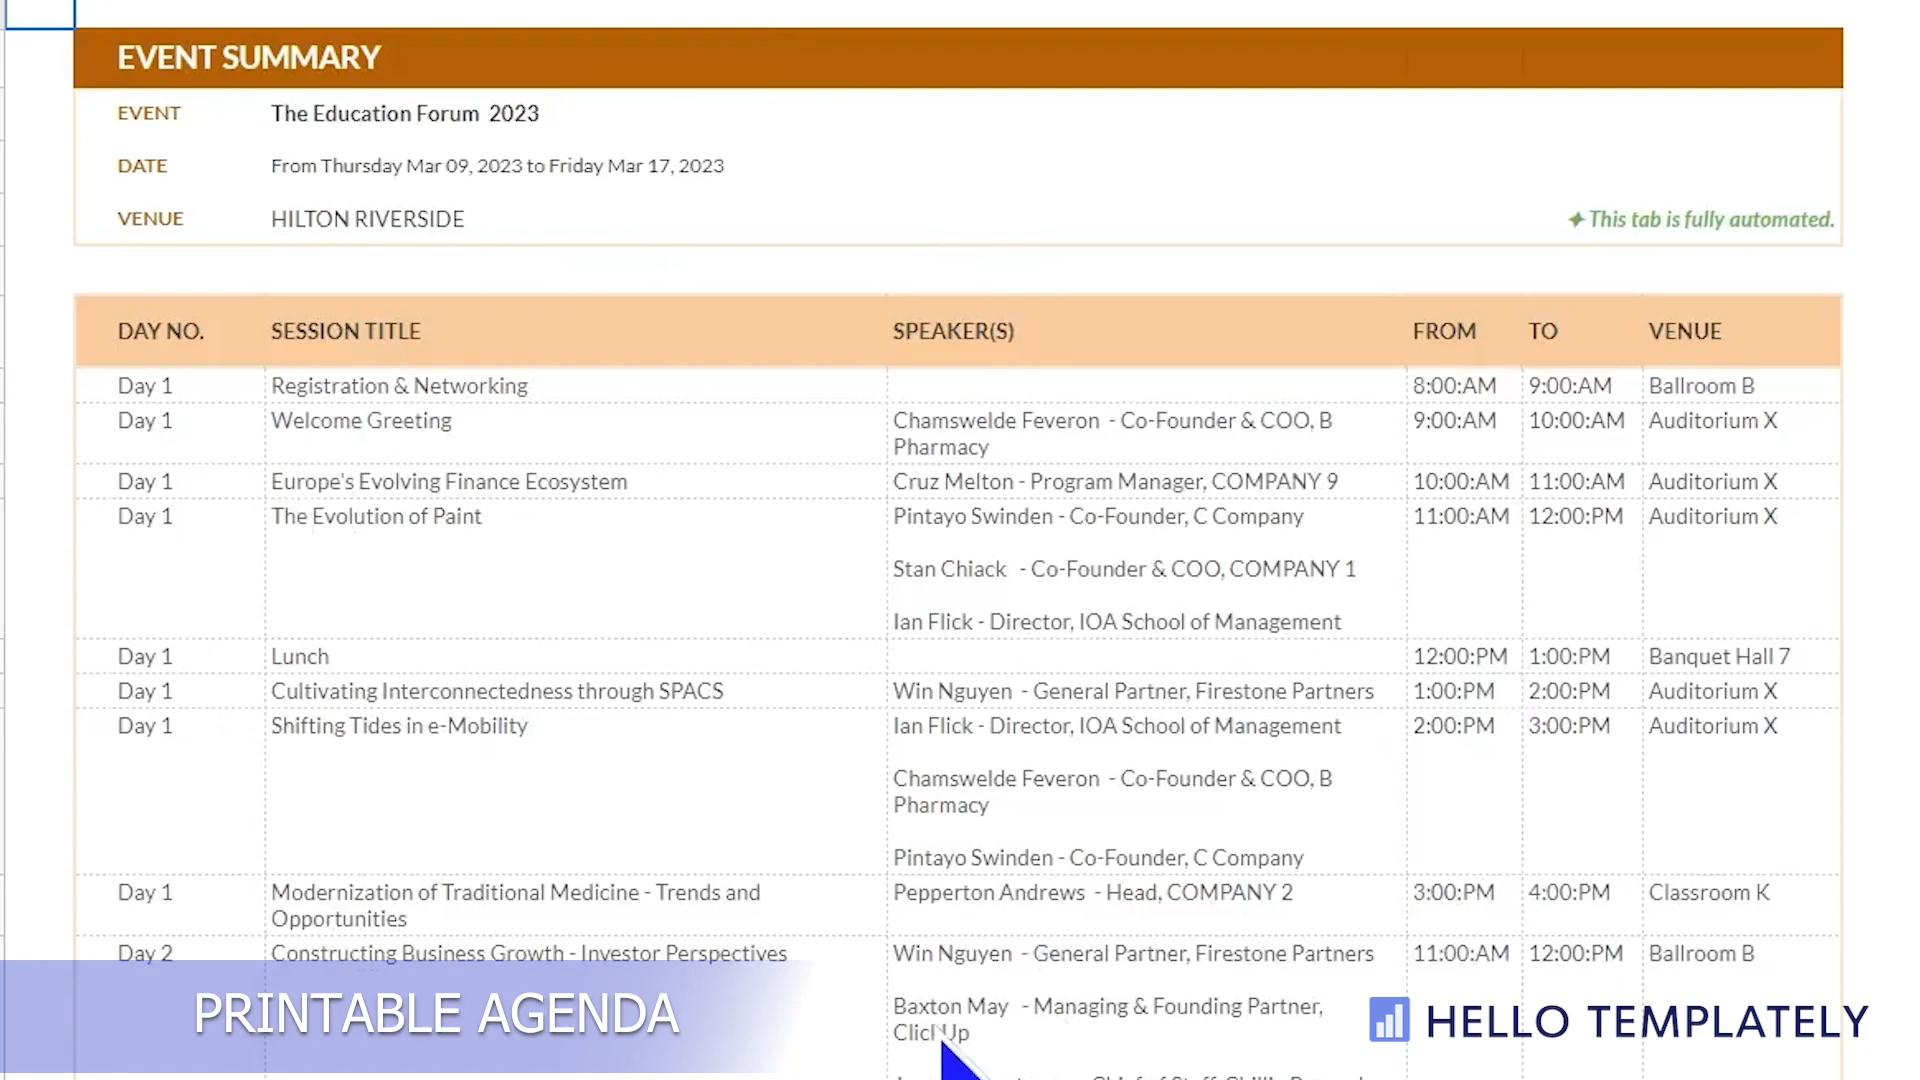 EVENT SUMMARY
EVENT The Education Forum 2023
DATE From Thursday Mar 09, 2023 to Friday Mar 17, 2023
VENUE HILTON RIVERSIDE
✦ This tab is fully automated.
DAY NO. SESSION TITLE SPEAKER(S) FROM TO VENUE
Day 1 Registration & Networking 8:00:AM 9:00:AM Ballroom B
Day 1 Welcome Greeting Chamswelde Feveron - Co-Founder & COO, B 9:00:AM 10:00:AM Auditorium X
Pharmacy
Day 1 Europe's Evolving Finance Ecosystem Cruz Melton - Program Manager, COMPANY 9 10:00:AM 11:00:AM Auditorium X
Day 1 The Evolution of Paint Pintayo Swinden - Co-Founder, C Company 11:00:AM 12:00:PM Auditorium X
Stan Chiack - Co-Founder & COO, COMPANY 1
Ian Flick - Director, IOA School of Management
Day 1 Lunch 12:00:PM 1:00:PM Banquet Hall 7
Day 1 Cultivating Interconnectedness through SPACS Win Nguyen - General Partner, Firestone Partners 1:00:PM 2:00:PM Auditorium X
Day 1 Shifting Tides in e-Mobility Ian Flick - Director, IOA School of Management 2:00:PM 3:00:PM Auditorium X
Chamswelde Feveron - Co-Founder & COO, B
Pharmacy
Pintayo Swinden - Co-Founder, C Company
Day 1 Modernization of Traditional Medicine - Trends and Pepperton Andrews - Head, COMPANY 2 3:00:PM 4:00:PM Classroom K
Opportunities
Day 2 Constructing Business Growth - Investor Perspectives Win Nguyen - General Partner, Firestone Partners 11:00:AM 12:00:PM Ballroom B
Baxton May - Managing & Founding Partner,
ClickUp
PRINTABLE AGENDA
HELLO TEMPLATELY